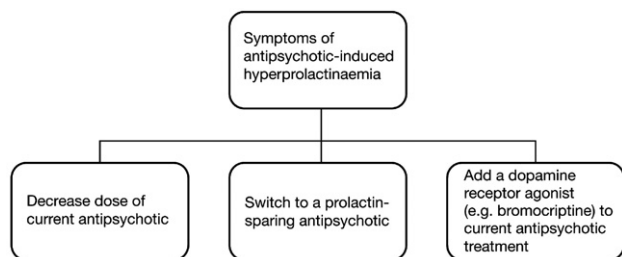 Symptoms of
antipsychotic-induced
hyperprolactinaemia
Decrease dose of
current antipsychotic
Switch to a prolactin-
sparing antipsychotic
Add a dopamine
receptor agonist
(e.g. bromocriptine) to
current antipsychotic
treatment